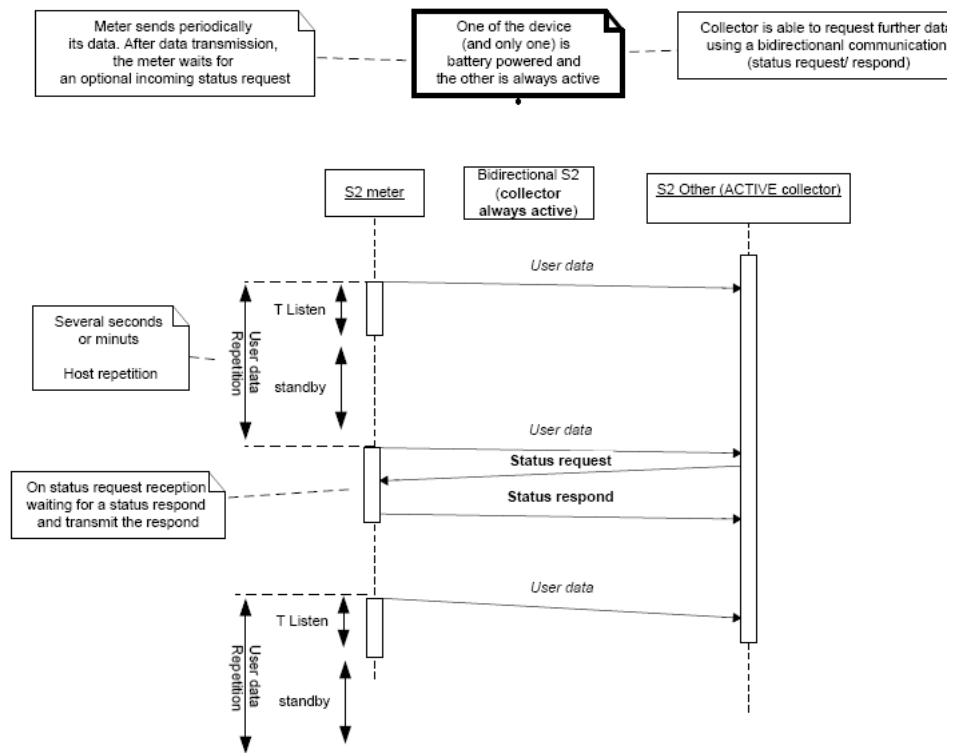 Meter sends periodically
its data. After data transmission,
the meter waits for
an optional incoming status request
One of the device
(and only one) is
battery powered and
the other is always active
Collector is able to request further data
using a bidirectionanl communication
(status request/ respond)
S2 meter
Bidirectional S2
(collector
always active)
S2 Other (ACTIVE collector)
User data
T Listen
Several seconds
or minuts
Host repetition
User data
Repetition
standby
User data
Status request
On status request reception
waiting for a status respond
and transmit the respond
Status respond
User data
T Listen
User data
Repetition
standby